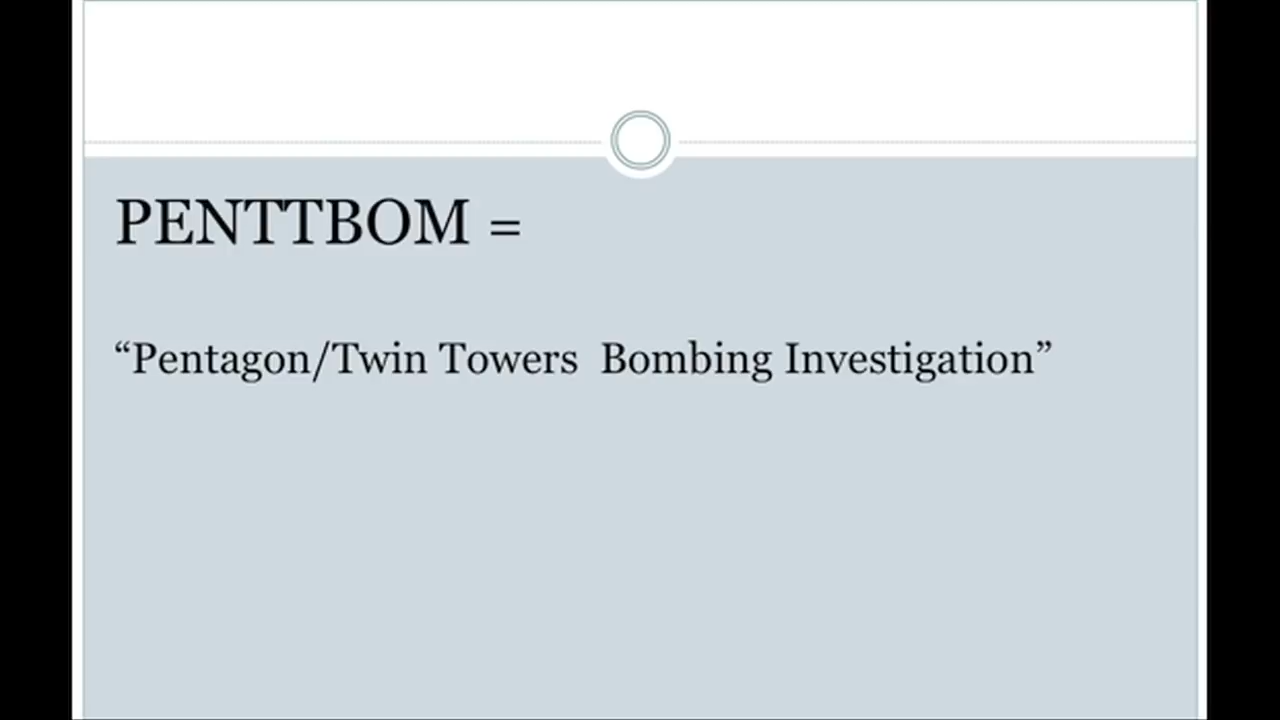 PENTTBOM =
“Pentagon/Twin Towers  Bombing Investigation”